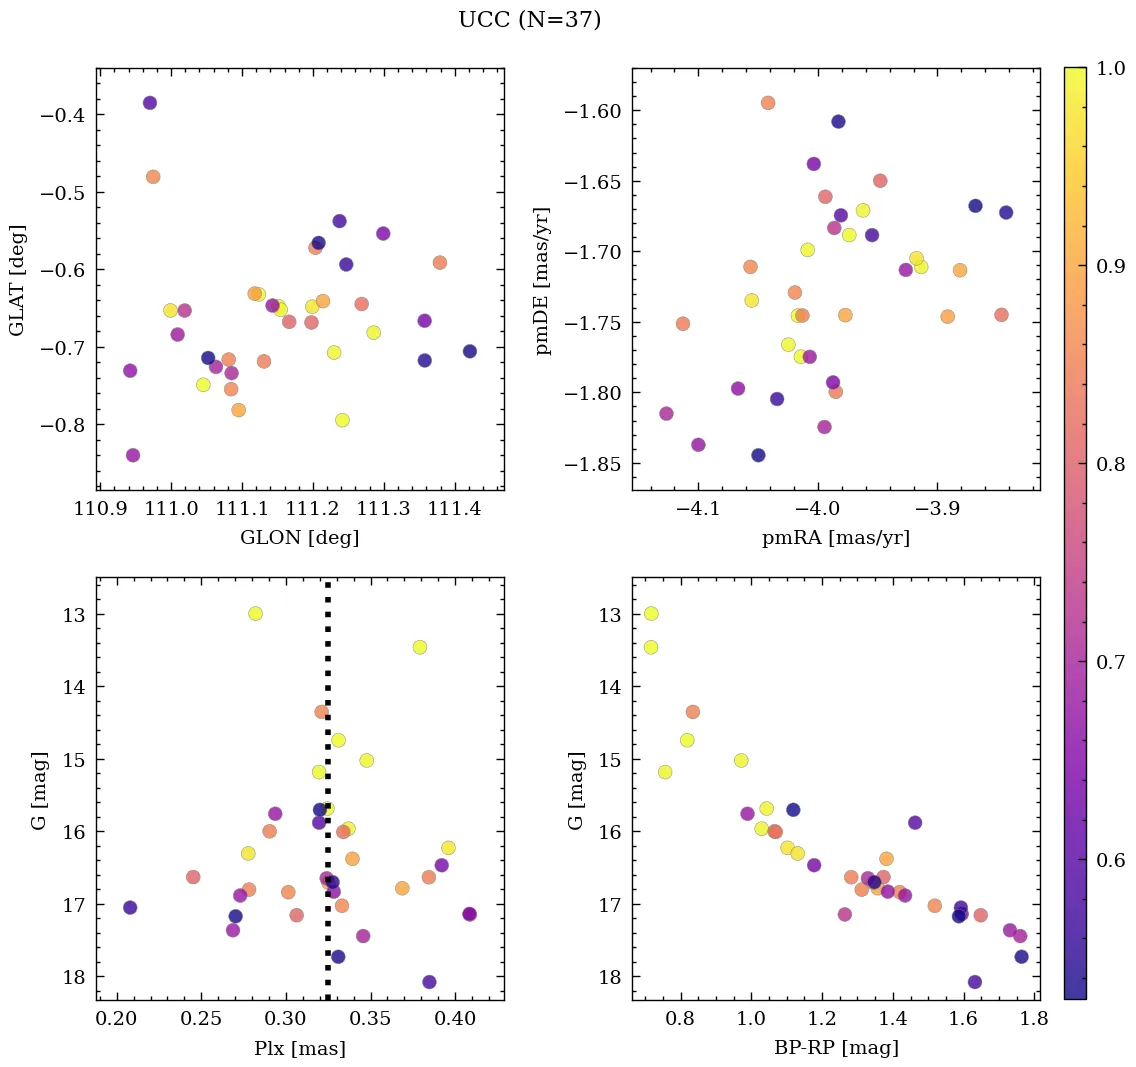 UCC (N=37)
−0.4
−0.5
−0.6
−0.7
−0.8
GLAT [deg]
110.9 111.0 111.1 111.2 111.3 111.4
GLON [deg]
−1.60
−1.65
−1.70
−1.75
−1.80
−1.85
pmDE [mas/yr]
−4.1 −4.0 −3.9
pmRA [mas/yr]
13
14
15
16
17
18
G [mag]
0.20 0.25 0.30 0.35 0.40
Plx [mas]
13
14
15
16
17
18
G [mag]
0.8 1.0 1.2 1.4 1.6 1.8
BP-RP [mag]
1.0
0.9
0.8
0.7
0.6